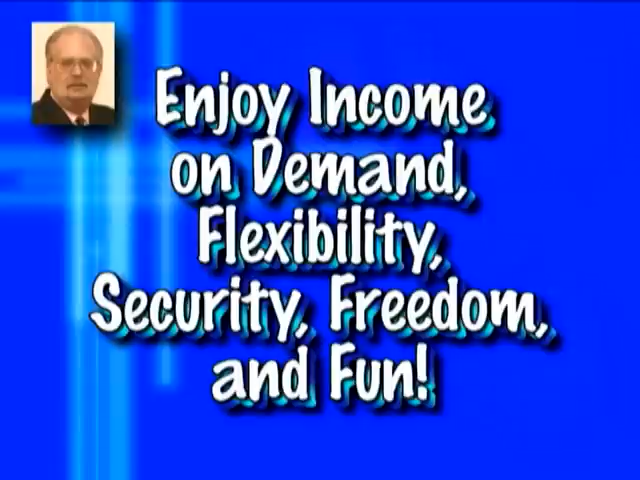 Enjoy Income
on Demand,
Flexibility,
Security, Freedom,
and Fun!